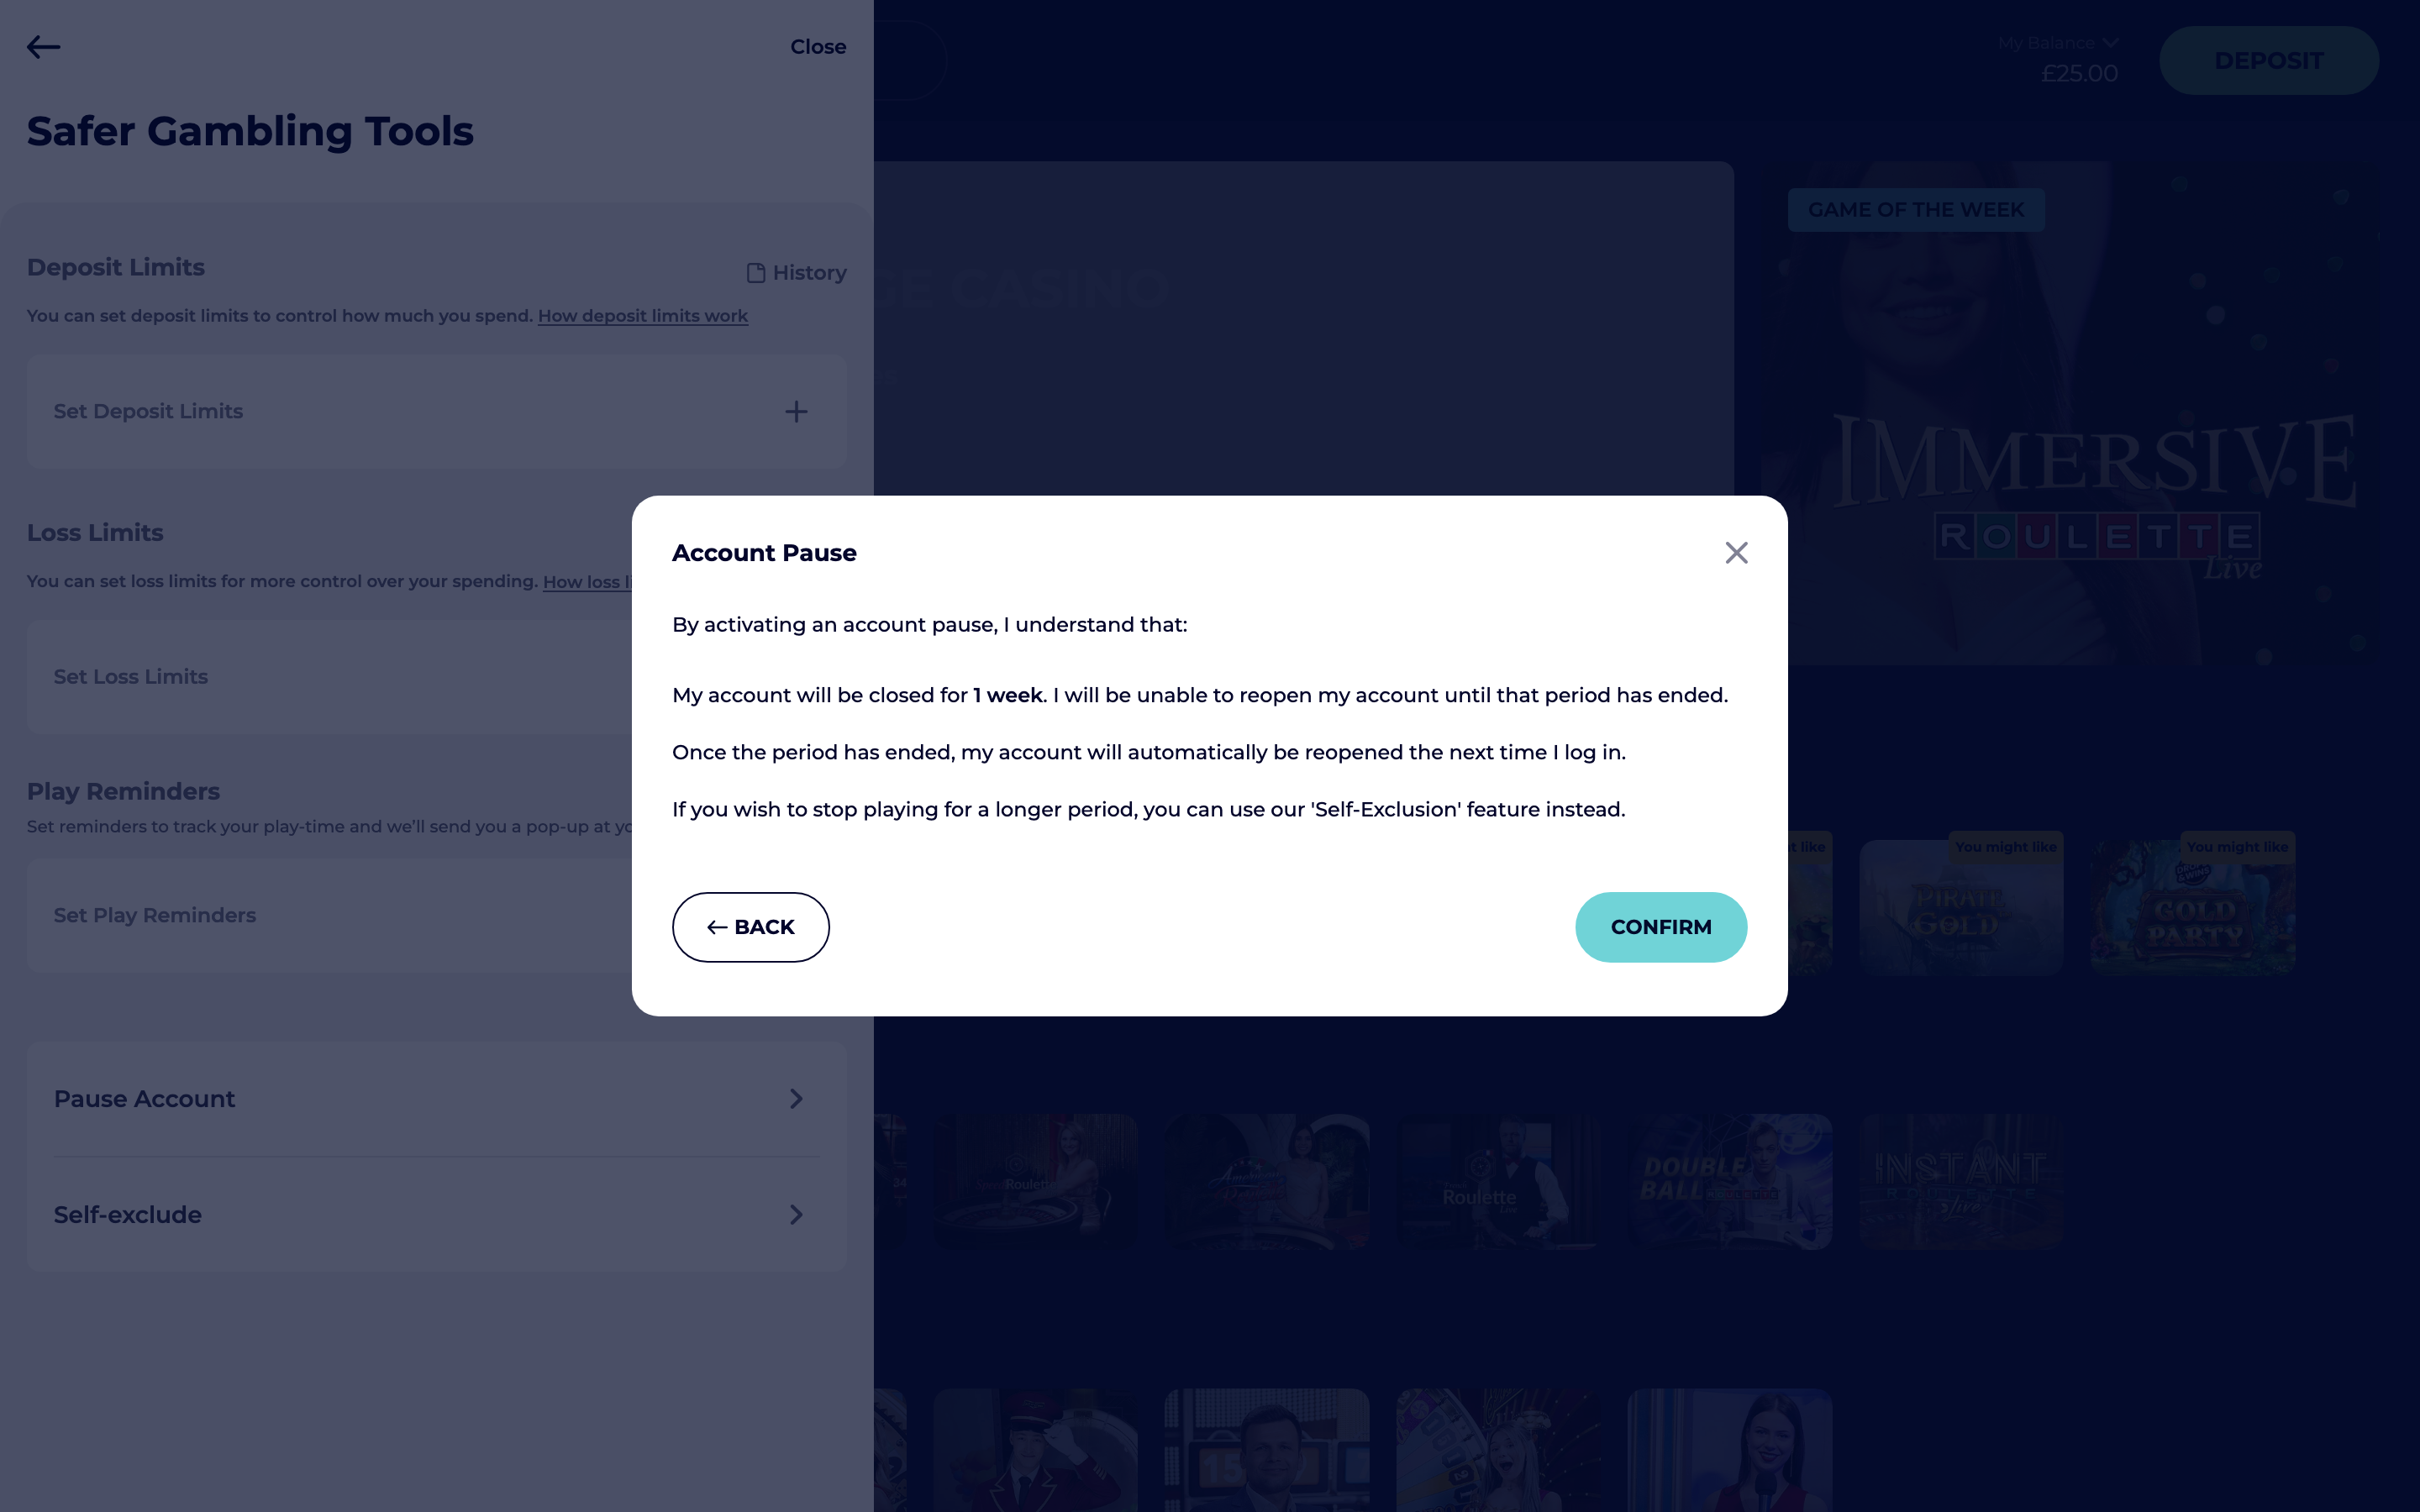 Close
Safer Gambling Tools
Deposit Limits
History
You can set deposit limits to control how much you spend. How deposit limits work
Set Deposit Limits
Loss Limits
You can set loss limits for more control over your spending. How loss
Set Loss Limits
Play Reminders
Set reminders to track your play-time and we'll send you a pop-up at
Set Play Reminders
Pause Account
Self-exclude
My Balance
£25.00
DEPOSIT
CASINO
GAME OF THE WEEK
IMMERSIVE
ROULETTE
Live
Account Pause
By activating an account pause, I understand that:
My account will be closed for 1 week. I will be unable to reopen my account until that period has ended.
Once the period has ended, my account will automatically be reopened the next time I log in.
If you wish to stop playing for a longer period, you can use our 'Self-Exclusion' feature instead.
BACK
CONFIRM
like
You might like
You might like
PIRATE
GOLD
GOLD
PARTY
Roulette
Roulette
Live
DOUBLE
BALL
ROULETTE
INSTANT
ROULETTE
live